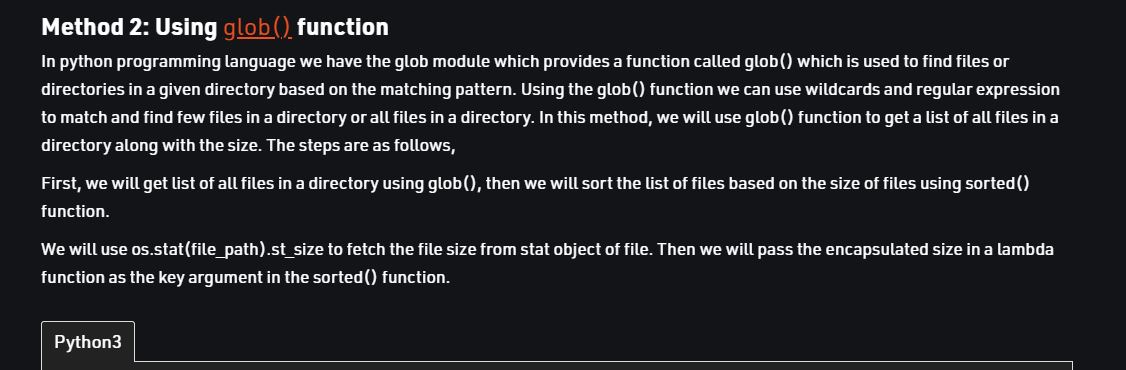 Method 2: Using glob() function
In python programming language we have the glob module which provides a function called glob() which is used to find files or
directories in a given directory based on the matching pattern. Using the glob() function we can use wildcards and regular expression
to match and find few files in a directory or all files in a directory. In this method, we will use glob() function to get a list of all files in a
directory along with the size. The steps are as follows,
First, we will get list of all files in a directory using glob(), then we will sort the list of files based on the size of files using sorted()
function.
We will use os.stat(file_path).st_size to fetch the file size from stat object of file. Then we will pass the encapsulated size in a lambda
function as the key argument in the sorted() function.
Python3